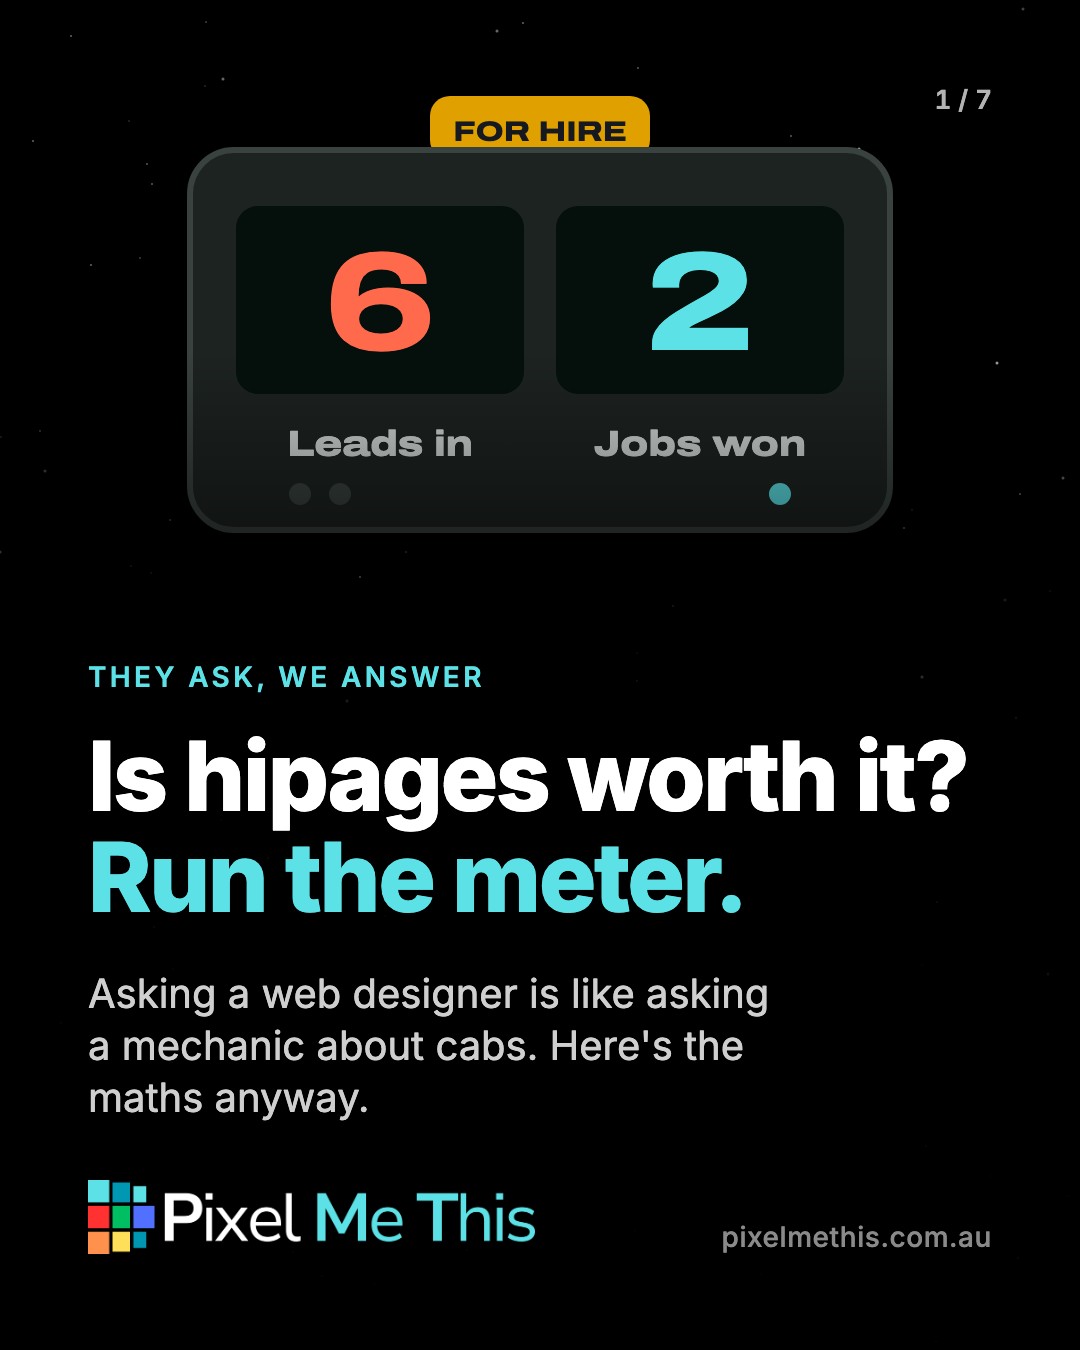 1 / 7
FOR HIRE
6 2
Leads in Jobs won
THEY ASK, WE ANSWER
Is hipages worth it?
Run the meter.
Asking a web designer is like asking
a mechanic about cabs. Here's the
maths anyway.
Pixel Me This
pixelmethis.com.au